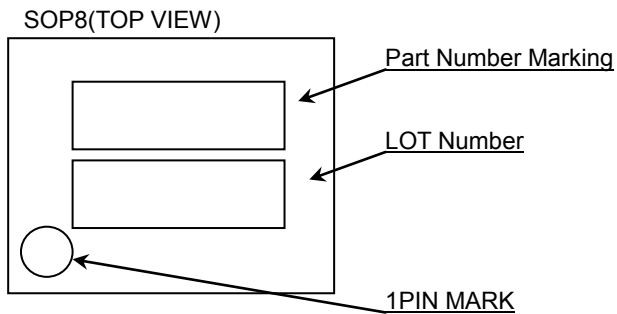 SOP8(TOP VIEW)
Part Number Marking
LOT Number
1PIN MARK